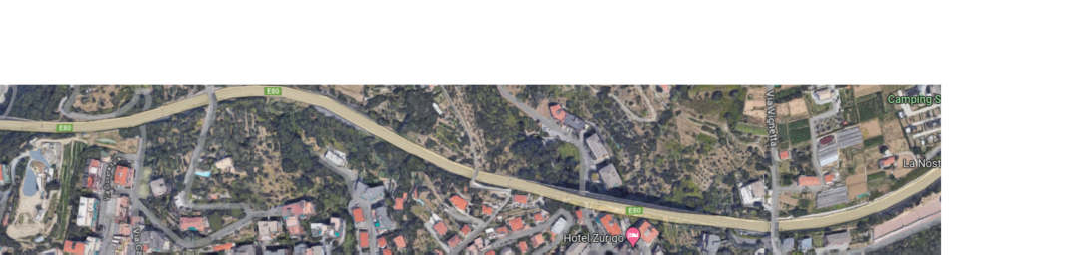 E80
E80
Via Vignetta
Camping S
La Nost
E80
Hotel Zurigo